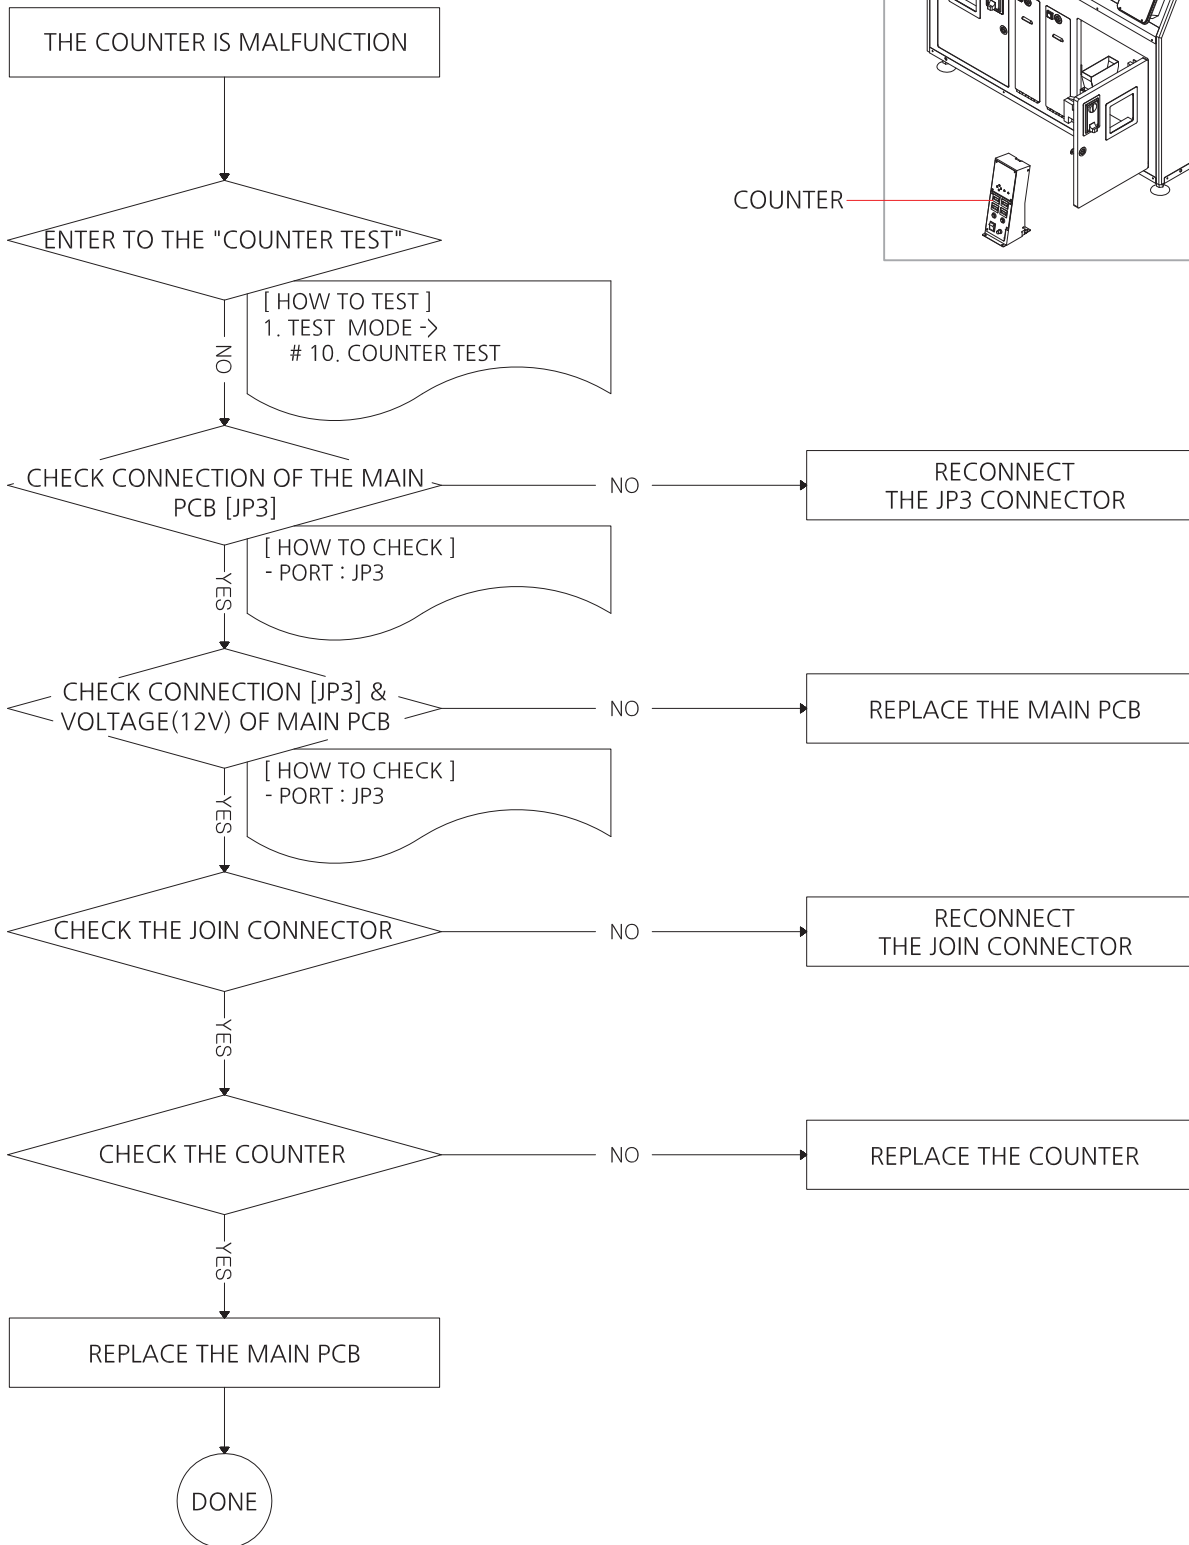 THE COUNTER IS MALFUNCTION
COUNTER
ENTER TO THE "COUNTER TEST"
[ HOW TO TEST ]
1. TEST MODE ->
# 10. COUNTER TEST
NO
CHECK CONNECTION OF THE MAIN
PCB [JP3]
NO
RECONNECT
THE JP3 CONNECTOR
[ HOW TO CHECK ]
- PORT : JP3
YES
CHECK CONNECTION [JP3] &
VOLTAGE(12V) OF MAIN PCB
NO
REPLACE THE MAIN PCB
[ HOW TO CHECK ]
- PORT : JP3
YES
CHECK THE JOIN CONNECTOR
NO
RECONNECT
THE JOIN CONNECTOR
YES
CHECK THE COUNTER
NO
REPLACE THE COUNTER
YES
REPLACE THE MAIN PCB
DONE